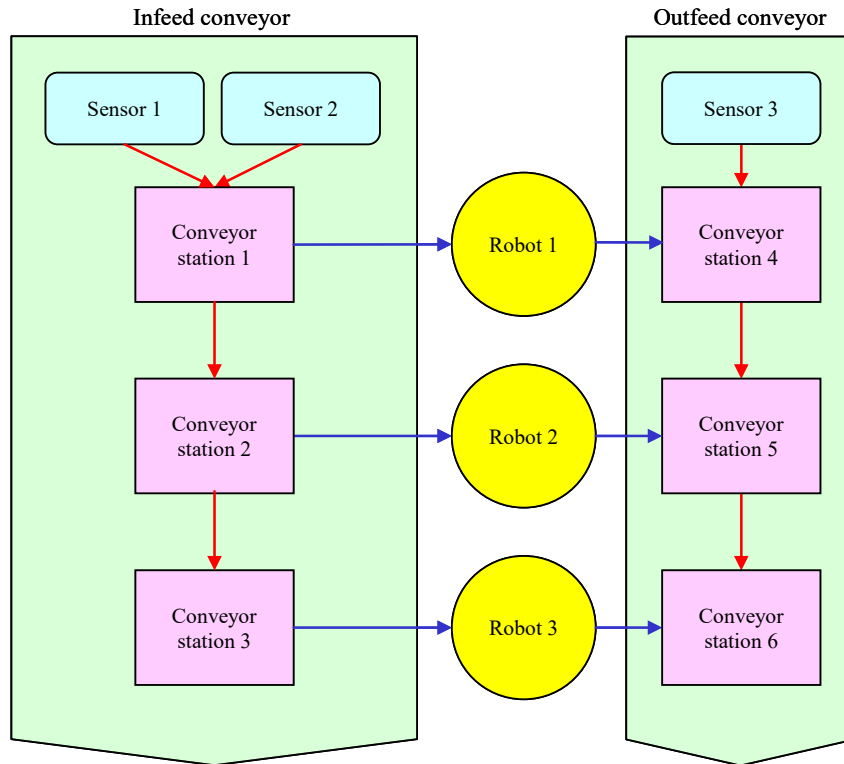 Infeed conveyor
Outfeed conveyor
Sensor 1
Sensor 2
Sensor 3
Conveyor
station 1
Robot 1
Conveyor
station 4
Conveyor
station 2
Robot 2
Conveyor
station 5
Conveyor
station 3
Robot 3
Conveyor
station 6